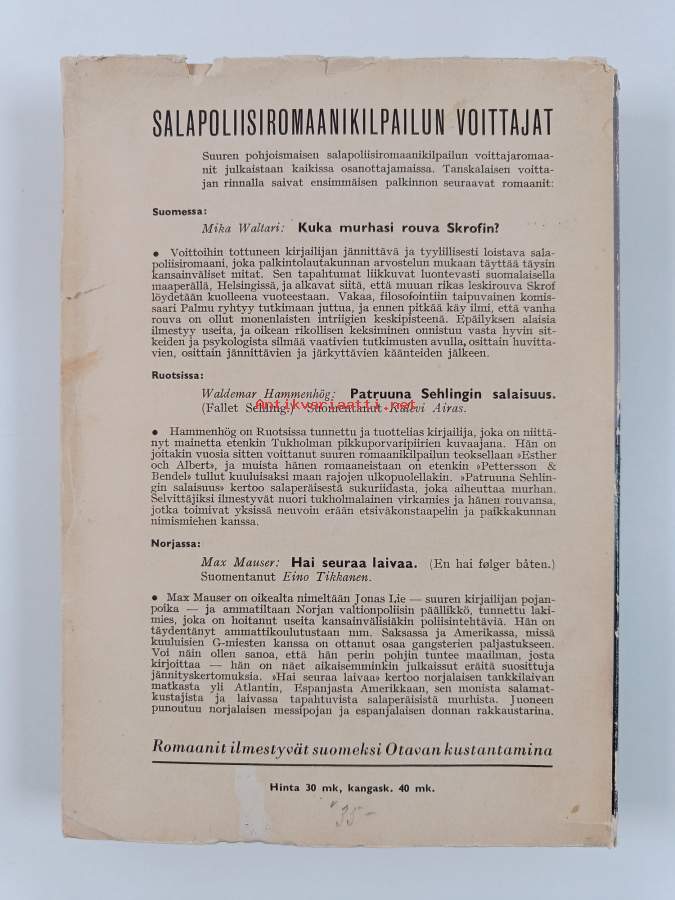 SALAPOLIISIROMAANIKILPAILUN VOITTAJAT
Suuren pohjoismaisen salapoliisiromaanikilpailun voittajaromaa-
nit julkaistaan kaikissa osanottajamaissa. Tanskalaisen voitta-
jan rinnalla saivat ensimmäisen palkinnon seuraavat romaanit:
Suomessa:
Mika Waltari: Kuka murhasi rouva Skrofin?
• Voittoihin tottuneen kirjailijan jännittävä ja tyylillisesti loistava sala-
poliisiromaani, joka palkintolautakunnan arvostelun mukaan täyttää täysin
kansainväliset mitat. Sen tapahtumat liikkuvat luontevasti suomalaisella
maaperällä, Helsingissä, ja alkavat siitä, että muuan rikas leskirouva Skrof
löydetään kuolleena vuoteestaan. Vakaa, filosofointiin taipuvainen komis-
saari Palmu ryhtyy tutkimaan juttua, ja ennen pitkää käy ilmi, että vanha
rouva on ollut monenlaisten intriigien keskipisteenä. Epäilyksen alaisia
ilmestyy useita, ja oikean rikollisen keksiminen onnistuu vasta hyvin sit-
keiden ja psykologista silmää vaativien tutkimusten avulla, osittain huvitta-
vien, osittain jännittävien ja järkyttävien käänteiden jälkeen.
Ruotsissa:
Waldemar Hammenhög: Patruuna Sehlingin salaisuus.
(Fallet Sehling.) Suomentanut Kalevi Airas.
Antikvariaatti.net
• Hammenhög on Ruotsissa tunnettu ja tuottelias kirjailija, joka on niittä-
nyt mainetta etenkin Tukholman pikkuporvaripiirien kuvaajana. Hän on
joitakin vuosia sitten voittanut suuren romaanikilpailun teoksellaan »Esther
och Albert», ja muista hänen romaaneistaan on etenkin »Pettersson &
Bendel» tullut kuuluisaksi maan rajojen ulkopuolellakin. »Patruuna Sehlin-
gin salaisuus» kertoo salaperäisestä sukuriidasta, joka aiheuttaa murhan.
Selvittäjiksi ilmestyvät nuori tukholmalainen virkamies ja hänen rouvansa,
jotka toimivat yksissä neuvoin erään etsiväkonstaapelin ja paikkakunnan
nimismiehen kanssa.
Norjassa:
Max Mauser: Hai seuraa laivaa. (En hai følger båten.)
Suomentanut Eino Tikkanen.
• Max Mauser on oikealta nimeltään Jonas Lie — suuren kirjailijan pojan-
poika — ja ammatiltaan Norjan valtionpoliisin päällikkö, tunnettu laki-
mies, joka on hoitanut useita kansainvälisiäkin poliisintehtäviä. Hän on
täydentänyt ammattikoulutustaan mm. Saksassa ja Amerikassa, missä
kuuluisien G-miesten kanssa on ottanut osaa gangsterien paljastukseen.
Voi näin ollen sanoa, että hän perin pohjin tuntee maailman, josta
kirjoittaa — hän on näet aikaisemminkin julkaissut eräitä suosittuja
jännityskertomuksia. »Hai seuraa laivaa» kertoo norjalaisen tankkilaivan
matkasta yli Atlantin, Espanjasta Amerikkaan, sen monista salamat-
kustajista ja laivassa tapahtuvista salaperäisistä murhista. Juoneen
punoutuu norjalaisen messipojan ja espanjalaisen donnan rakkaustarina.
Romaanit ilmestyvät suomeksi Otavan kustantamina
Hinta 30 mk, kangask. 40 mk.
35 —